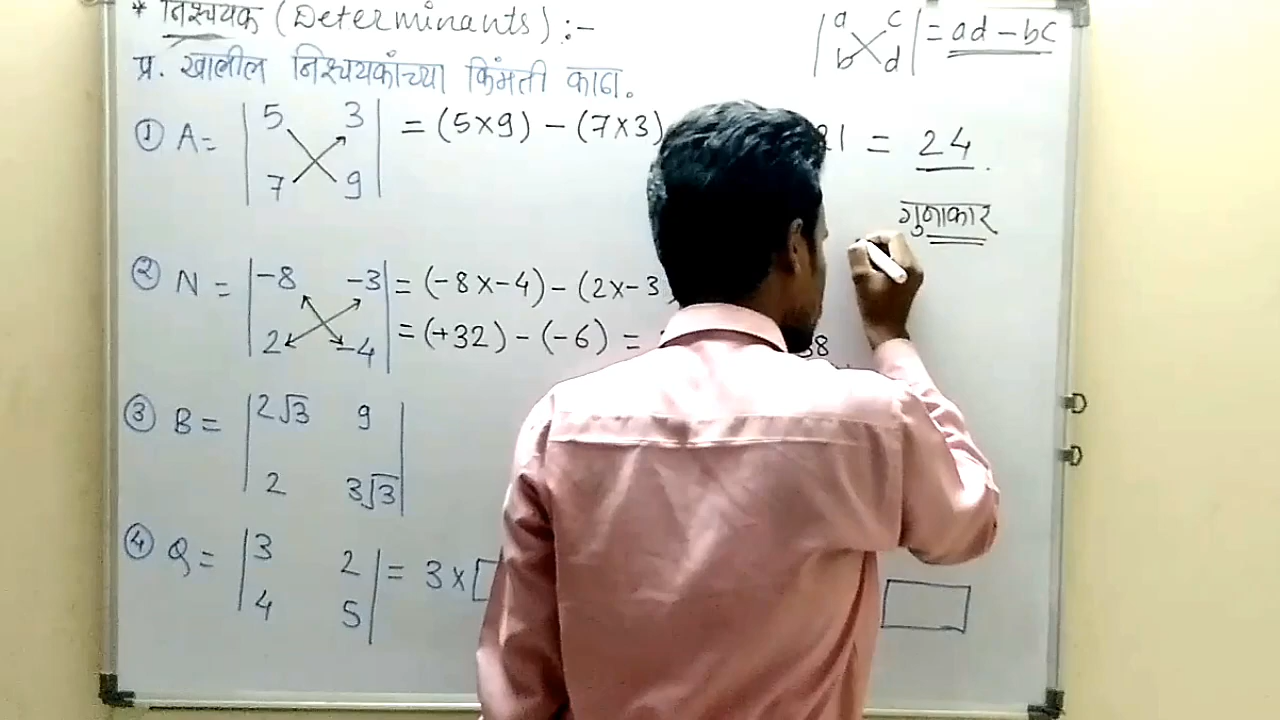 * निश्चयक (Determinants) :-
| a c |
| b d | = ad - bc
प्र. खालील निश्चयकांच्या किंमती काढा.
① A = | 5 3 | = (5×9) - (7×3)
| 7 9 |
21 = 24.
गुनाकार
② N = | -8 -3 | = (-8×-4) - (2×-3
| 2 -4 | = (+32) - (-6) =
38
③ B = | 2√3 9 |
| 2 3√3 |
④ Q = | 3 2 | = 3×
| 4 5 |